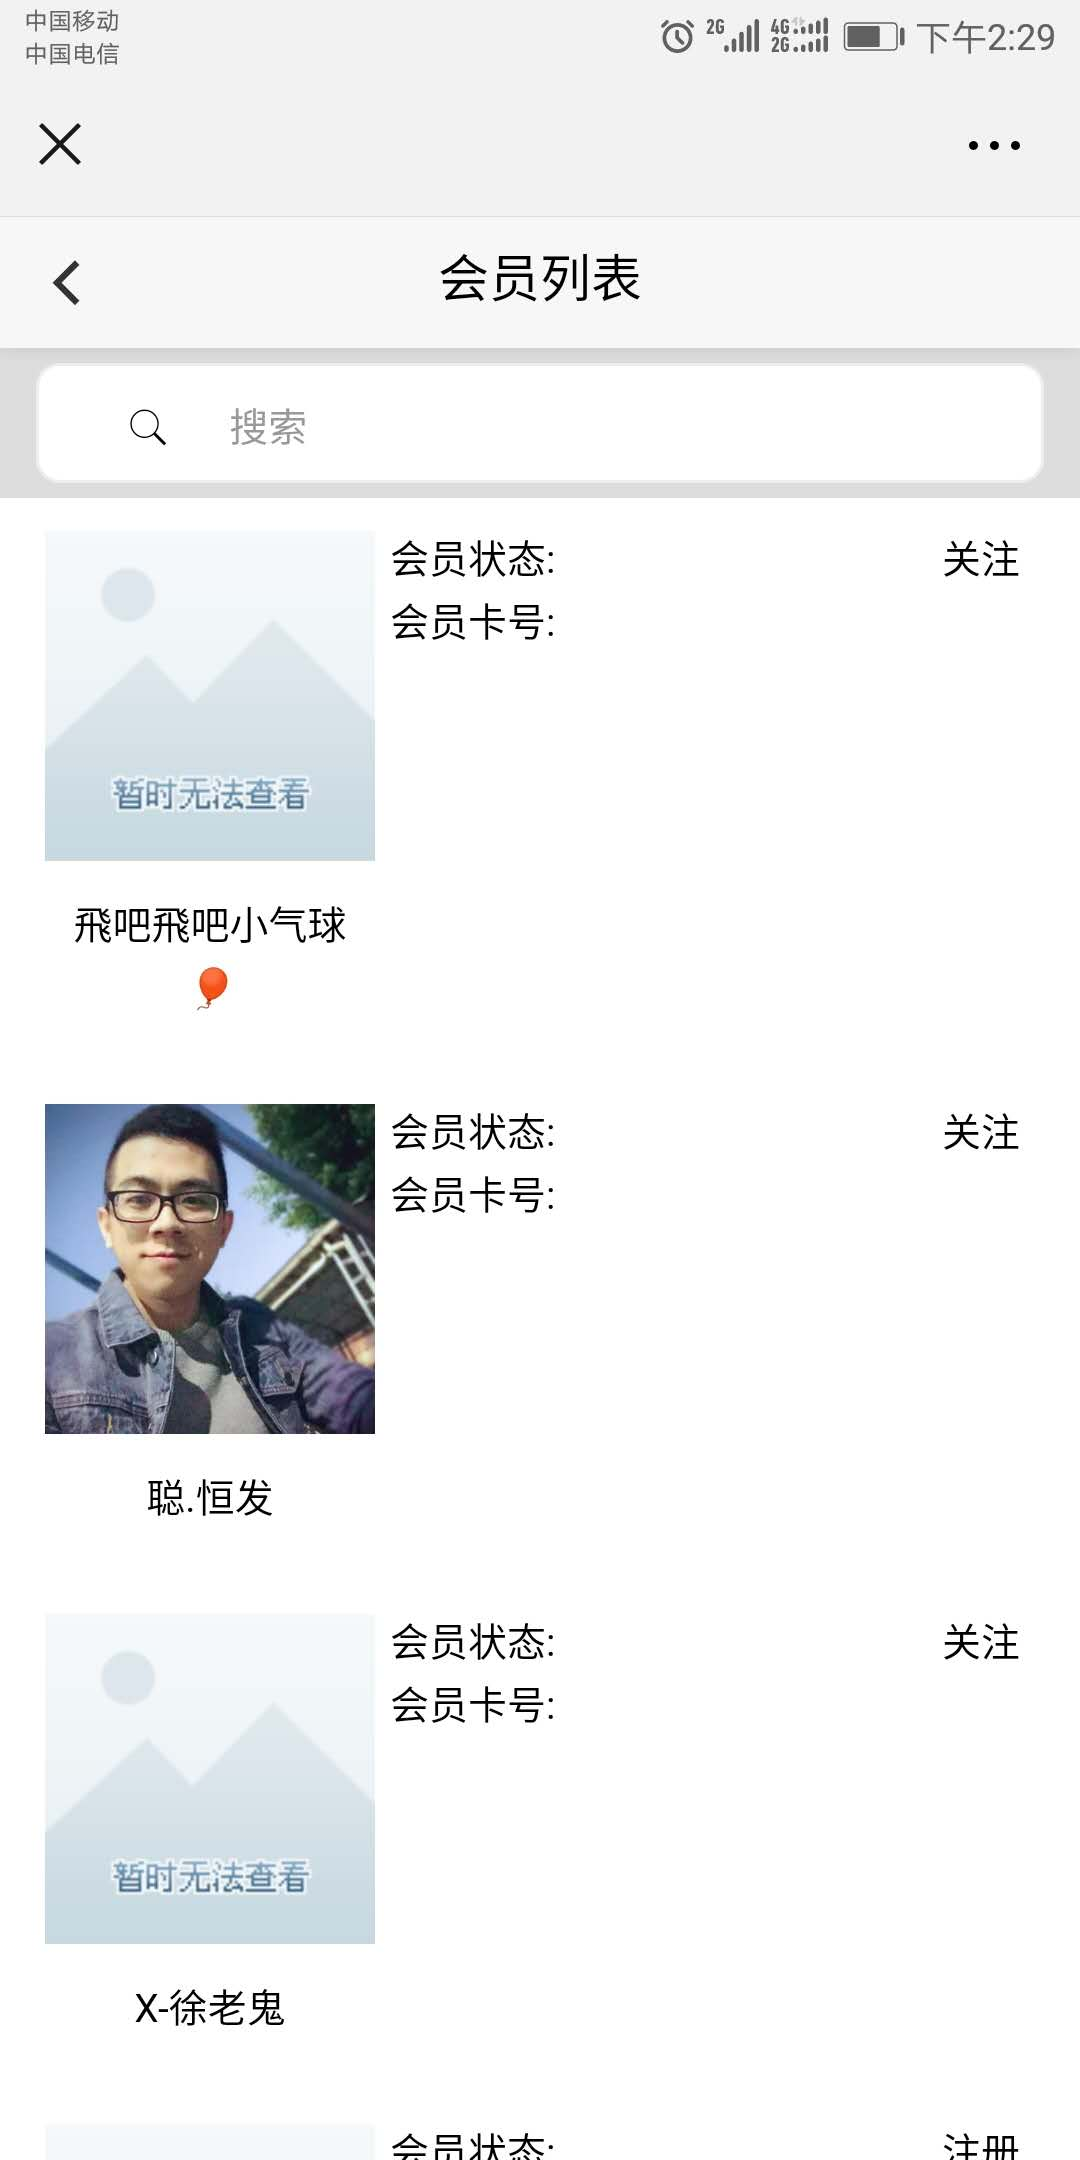 中国移动
中国电信
2G 4G 2G 下午2:29
会员列表
搜索
会员状态: 关注
会员卡号:
暂时无法查看
飛吧飛吧小气球
🎈
会员状态: 关注
会员卡号:
聪.恒发
会员状态: 关注
会员卡号:
暂时无法查看
X-徐老鬼
会员状态: 注册